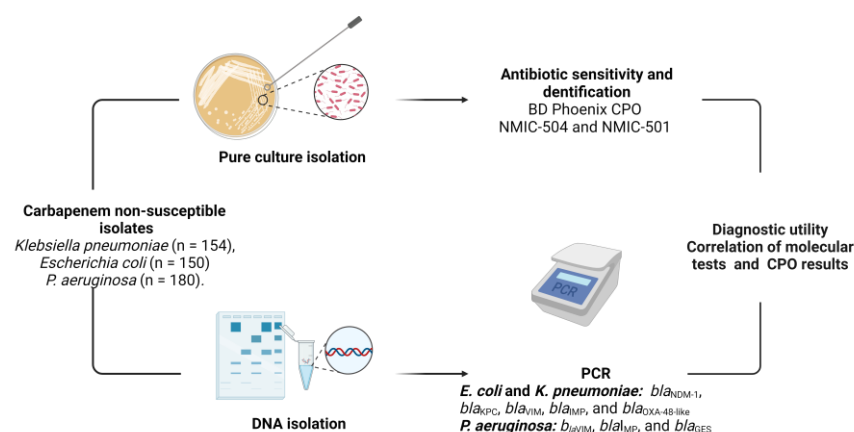 Pure culture isolation
Antibiotic sensitivity and
dentification
BD Phoenix CPO
NMIC-504 and NMIC-501
Carbapenem non-susceptible
isolates
Klebsiella pneumoniae (n = 154),
Escherichia coli (n = 150)
P. aeruginosa (n = 180).
Diagnostic utility
Correlation of molecular
tests and CPO results
PCR
DNA isolation
PCR
E. coli and K. pneumoniae: blaNDM-1,
blaKPC, blaVIM, blaIMP, and blaOXA-48-like
P. aeruginosa: blaVIM, blaIMP, and blaGES